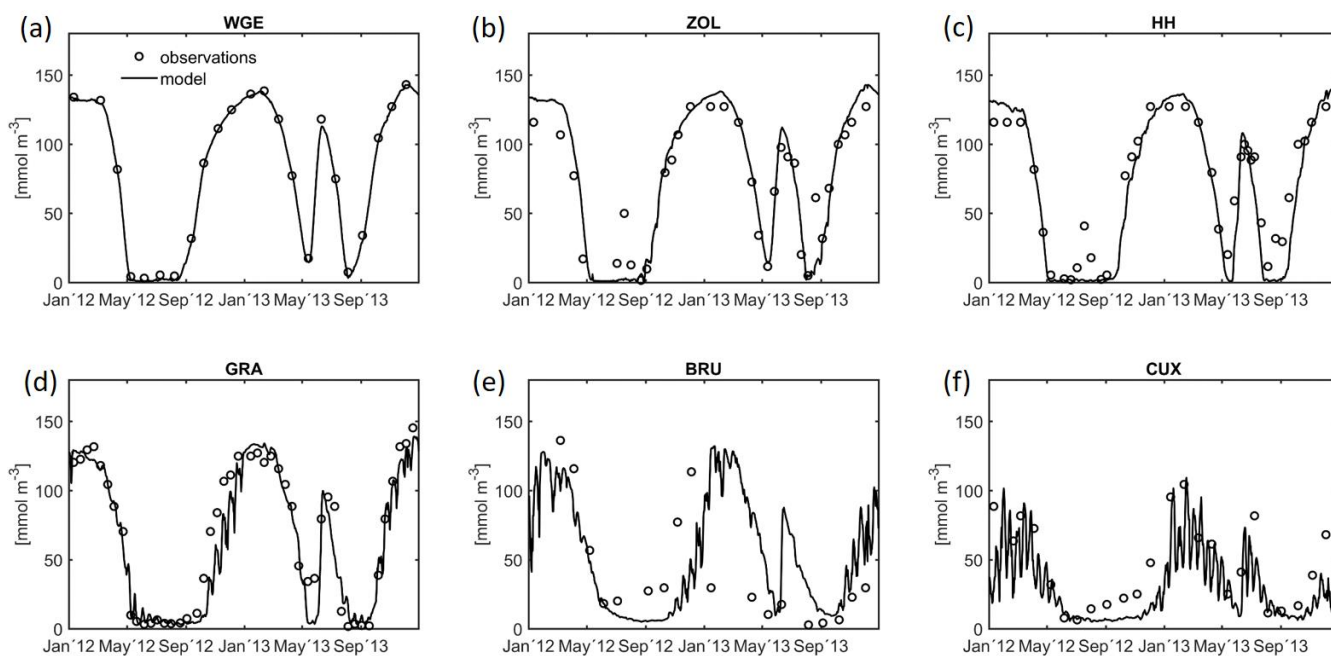 (a) WGE
[mmol m-3]
150
100
50
0
observations
model
Jan´12 May´12 Sep´12 Jan´13 May´13 Sep´13
(b) ZOL
[mmol m-3]
150
100
50
0
Jan´12 May´12 Sep´12 Jan´13 May´13 Sep´13
(c) HH
[mmol m-3]
150
100
50
0
Jan´12 May´12 Sep´12 Jan´13 May´13 Sep´13
(d) GRA
[mmol m-3]
150
100
50
0
Jan´12 May´12 Sep´12 Jan´13 May´13 Sep´13
(e) BRU
[mmol m-3]
150
100
50
0
Jan´12 May´12 Sep´12 Jan´13 May´13 Sep´13
(f) CUX
[mmol m-3]
150
100
50
0
Jan´12 May´12 Sep´12 Jan´13 May´13 Sep´13